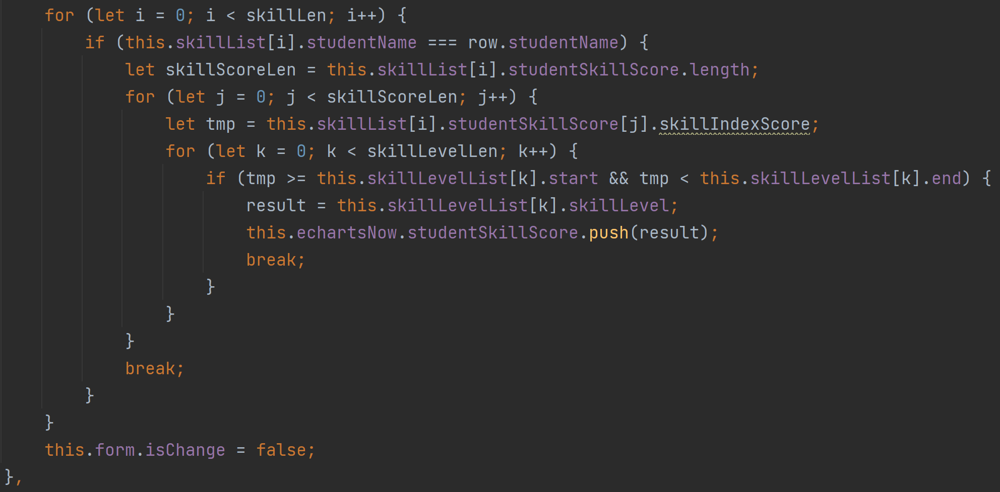 for (let i = 0; i < skillLen; i++) {
    if (this.skillList[i].studentName === row.studentName) {
        let skillScoreLen = this.skillList[i].studentSkillScore.length;
        for (let j = 0; j < skillScoreLen; j++) {
            let tmp = this.skillList[i].studentSkillScore[j].skillIndexScore;
            for (let k = 0; k < skillLevelLen; k++) {
                if (tmp >= this.skillLevelList[k].start && tmp < this.skillLevelList[k].end) {
                    result = this.skillLevelList[k].skillLevel;
                    this.echartsNow.studentSkillScore.push(result);
                    break;
                }
            }
        }
        break;
    }
}
this.form.isChange = false;
},